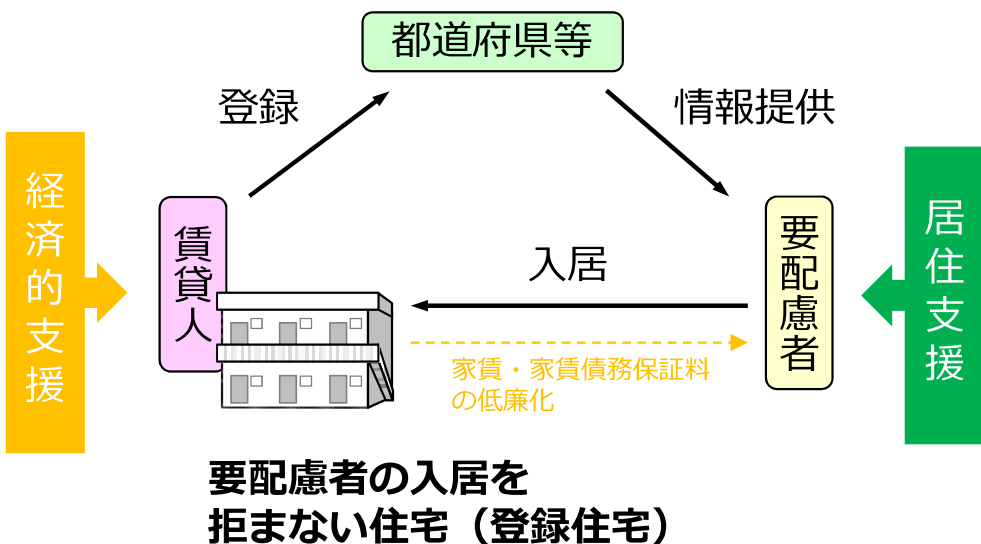 都道府県等
登録
情報提供
経済的支援
賃貸人
入居
要配慮者
居住支援
家賃・家賃債務保証料
の低廉化
要配慮者の入居を
拒まない住宅（登録住宅）